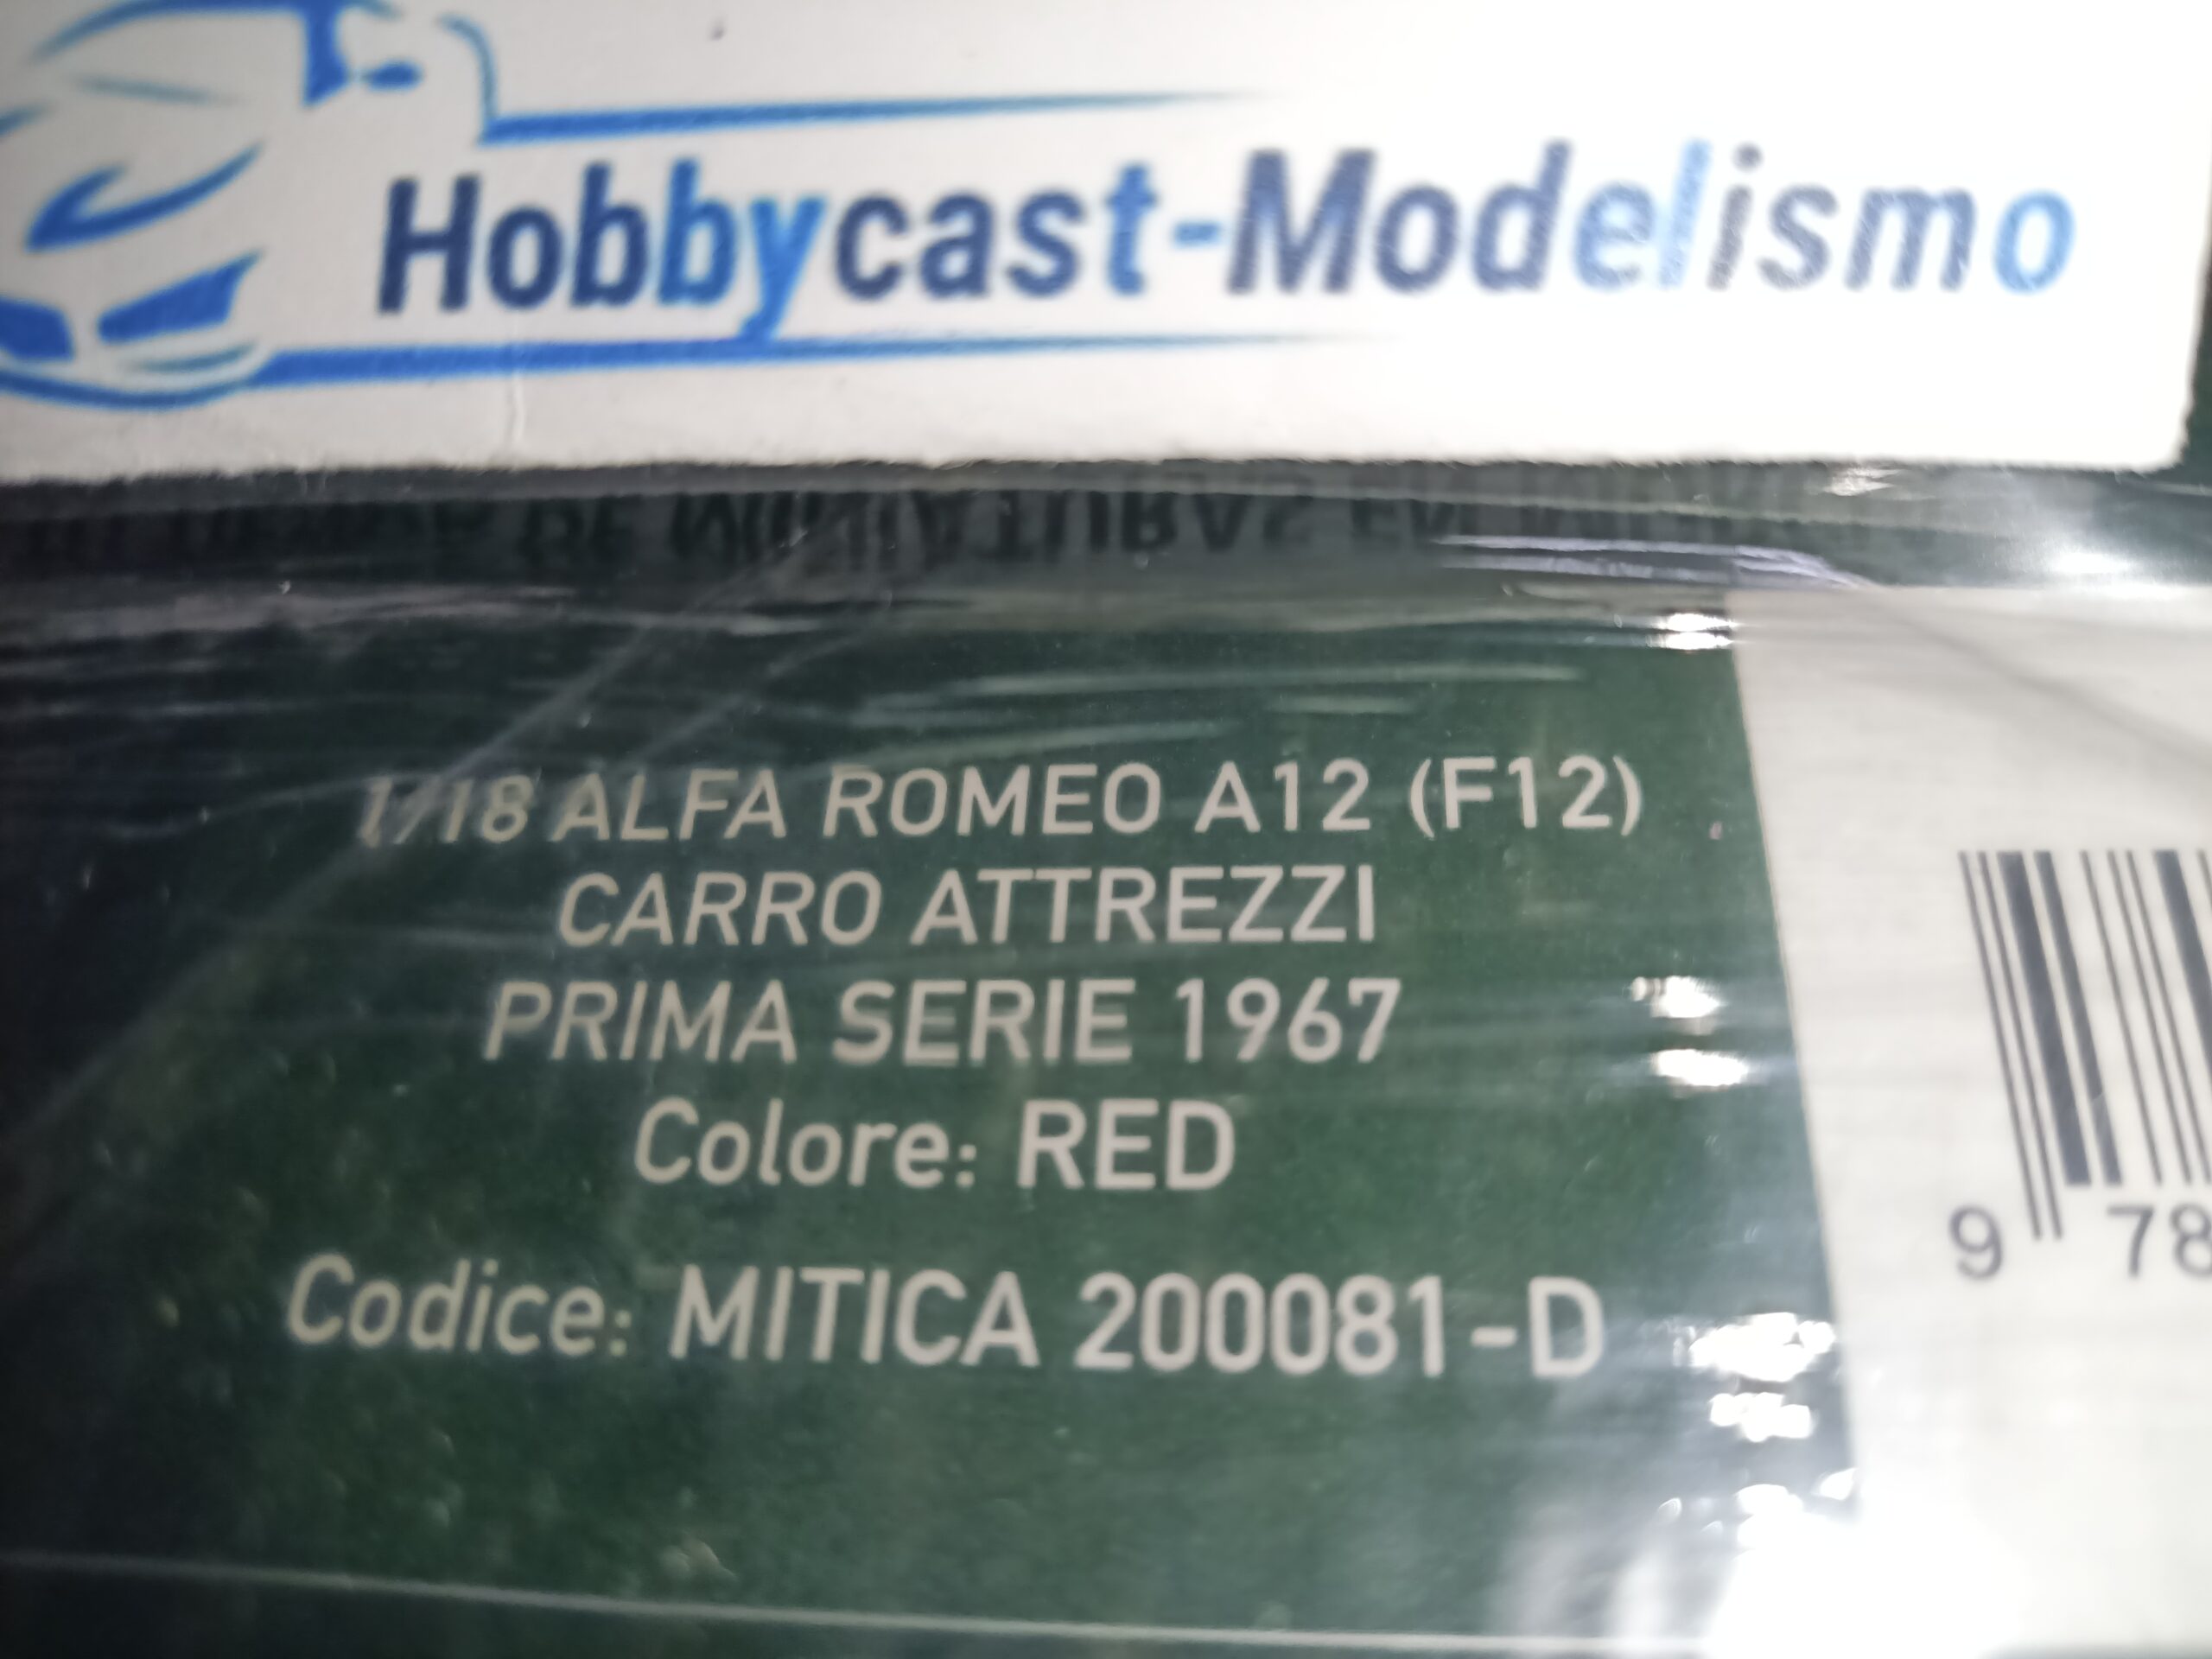 Hobbycast-Modelismo
1/18 ALFA ROMEO A12 (F12)
CARRO ATTREZZI
PRIMA SERIE 1967
Colore: RED
Codice: MITICA 200081-D
9 78